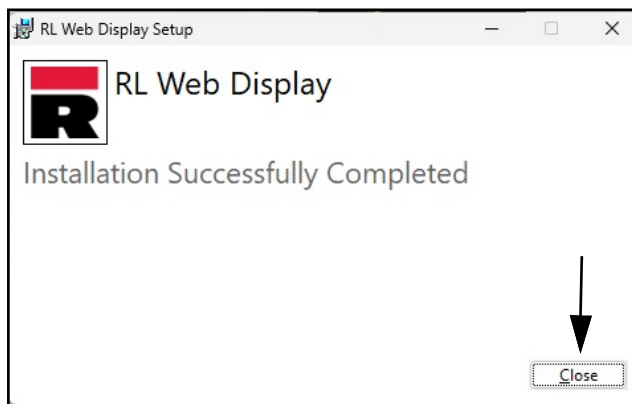 RL Web Display Setup
R
RL Web Display
Installation Successfully Completed
Close